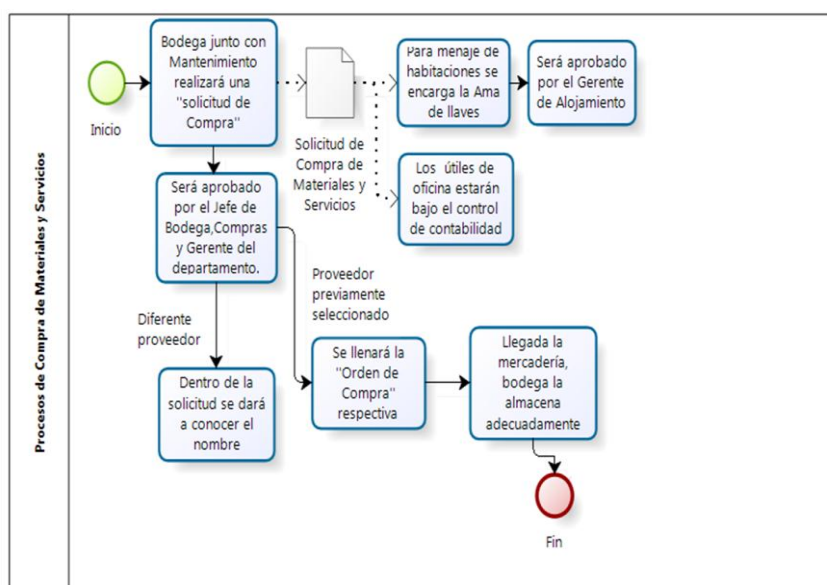 Procesos de Compra de Materiales y Servicios
Inicio
Bodega junto con
Mantenimiento
realizará una
"solicitud de
Compra"
Solicitud de
Compra de
Materiales y
Servicios
Para menaje de
habitaciones se
encarga la Ama
de llaves
Será aprobado
por el Gerente
de Alojamiento
Los útiles de
oficina estarán
bajo el control
de contabilidad
Será aprobado
por el Jefe de
Bodega,Compras
y Gerente del
departamento.
Diferente
proveedor
Proveedor
previamente
seleccionado
Dentro de la
solicitud se dará
a conocer el
nombre
Se llenará la
"Orden de
Compra"
respectiva
Llegada la
mercadería,
bodega la
almacena
adecuadamente
Fin